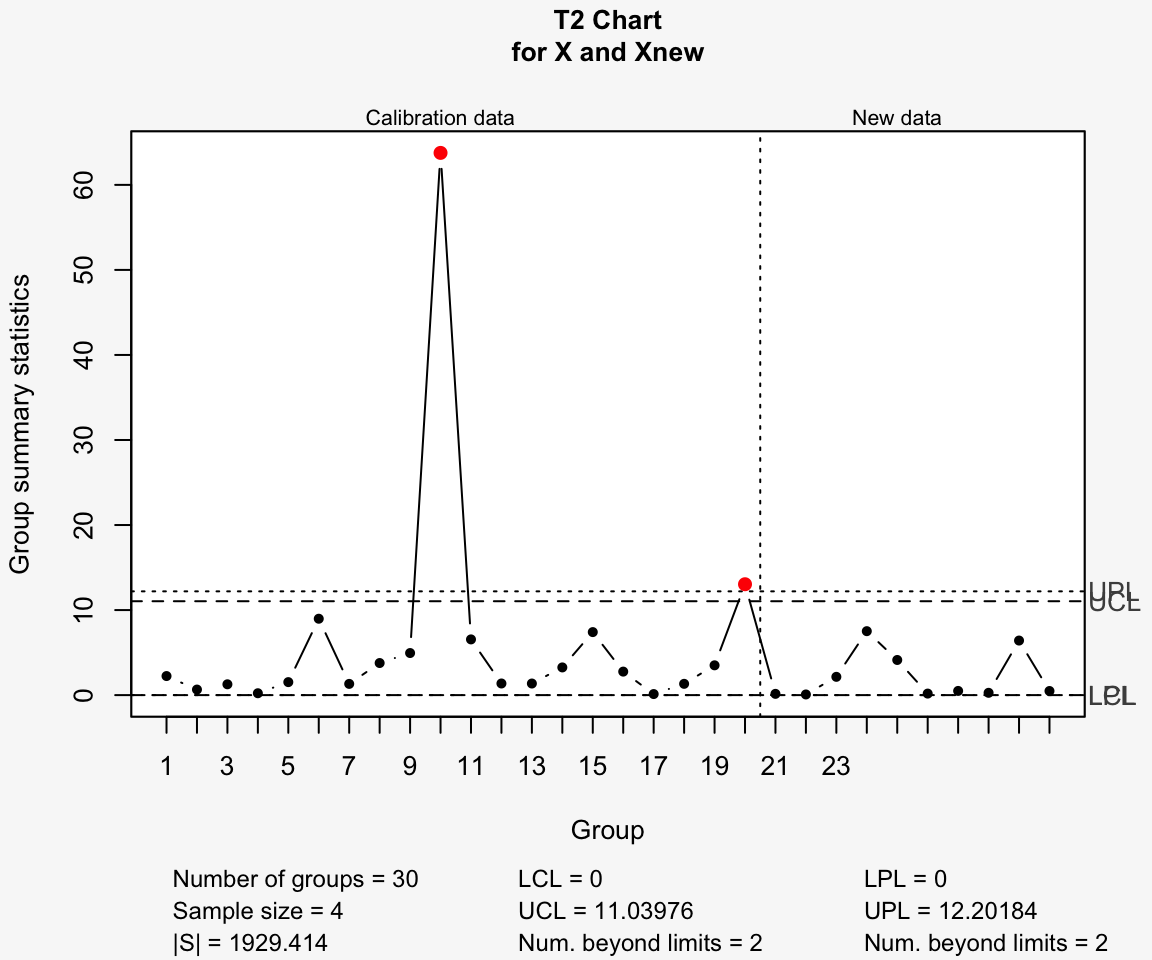 T2 Chart
for X and Xnew
Calibration data
New data
Group summary statistics
60
50
40
30
20
10
0
UPL
UCL
LPL
LCL
1 3 5 7 9 11 13 15 17 19 21 23
Group
Number of groups = 30
LCL = 0
LPL = 0
Sample size = 4
UCL = 11.03976
UPL = 12.20184
|S| = 1929.414
Num. beyond limits = 2
Num. beyond limits = 2